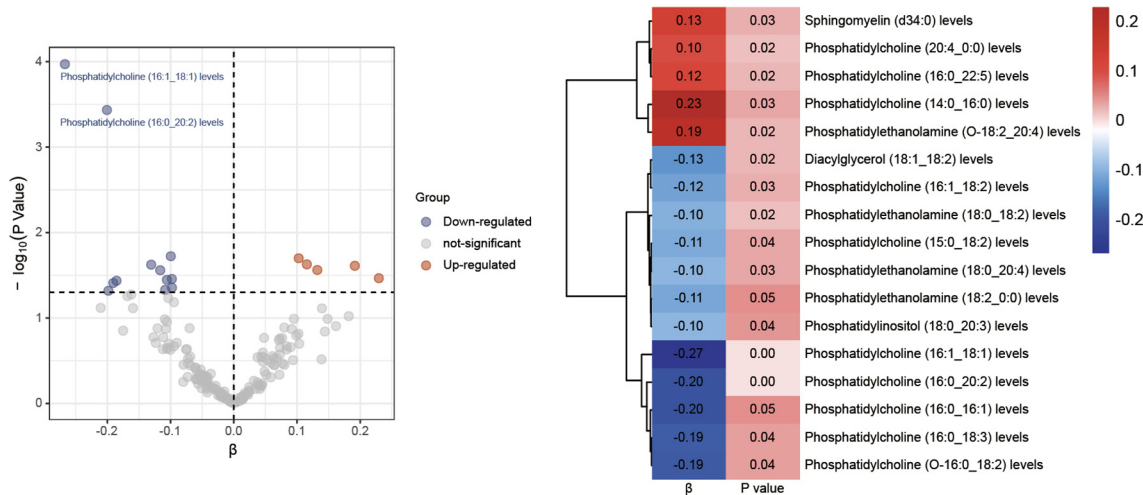 4
3
2
1
0
− log10(P Value)
Phosphatidylcholine (16:1_18:1) levels
Phosphatidylcholine (16:0_20:2) levels
-0.2 -0.1 0.0 0.1 0.2
β
Group
Down-regulated
not-significant
Up-regulated
0.13 0.03 Sphingomyelin (d34:0) levels
0.10 0.02 Phosphatidylcholine (20:4_0:0) levels
0.12 0.02 Phosphatidylcholine (16:0_22:5) levels
0.23 0.03 Phosphatidylcholine (14:0_16:0) levels
0.19 0.02 Phosphatidylethanolamine (O-18:2_20:4) levels
-0.13 0.02 Diacylglycerol (18:1_18:2) levels
-0.12 0.03 Phosphatidylcholine (16:1_18:2) levels
-0.10 0.02 Phosphatidylethanolamine (18:0_18:2) levels
-0.11 0.04 Phosphatidylcholine (15:0_18:2) levels
-0.10 0.03 Phosphatidylethanolamine (18:0_20:4) levels
-0.11 0.05 Phosphatidylethanolamine (18:2_0:0) levels
-0.10 0.04 Phosphatidylinositol (18:0_20:3) levels
-0.27 0.00 Phosphatidylcholine (16:1_18:1) levels
-0.20 0.00 Phosphatidylcholine (16:0_20:2) levels
-0.20 0.05 Phosphatidylcholine (16:0_16:1) levels
-0.19 0.04 Phosphatidylcholine (16:0_18:3) levels
-0.19 0.04 Phosphatidylcholine (O-16:0_18:2) levels
β P value
0.2
0.1
0
-0.1
-0.2